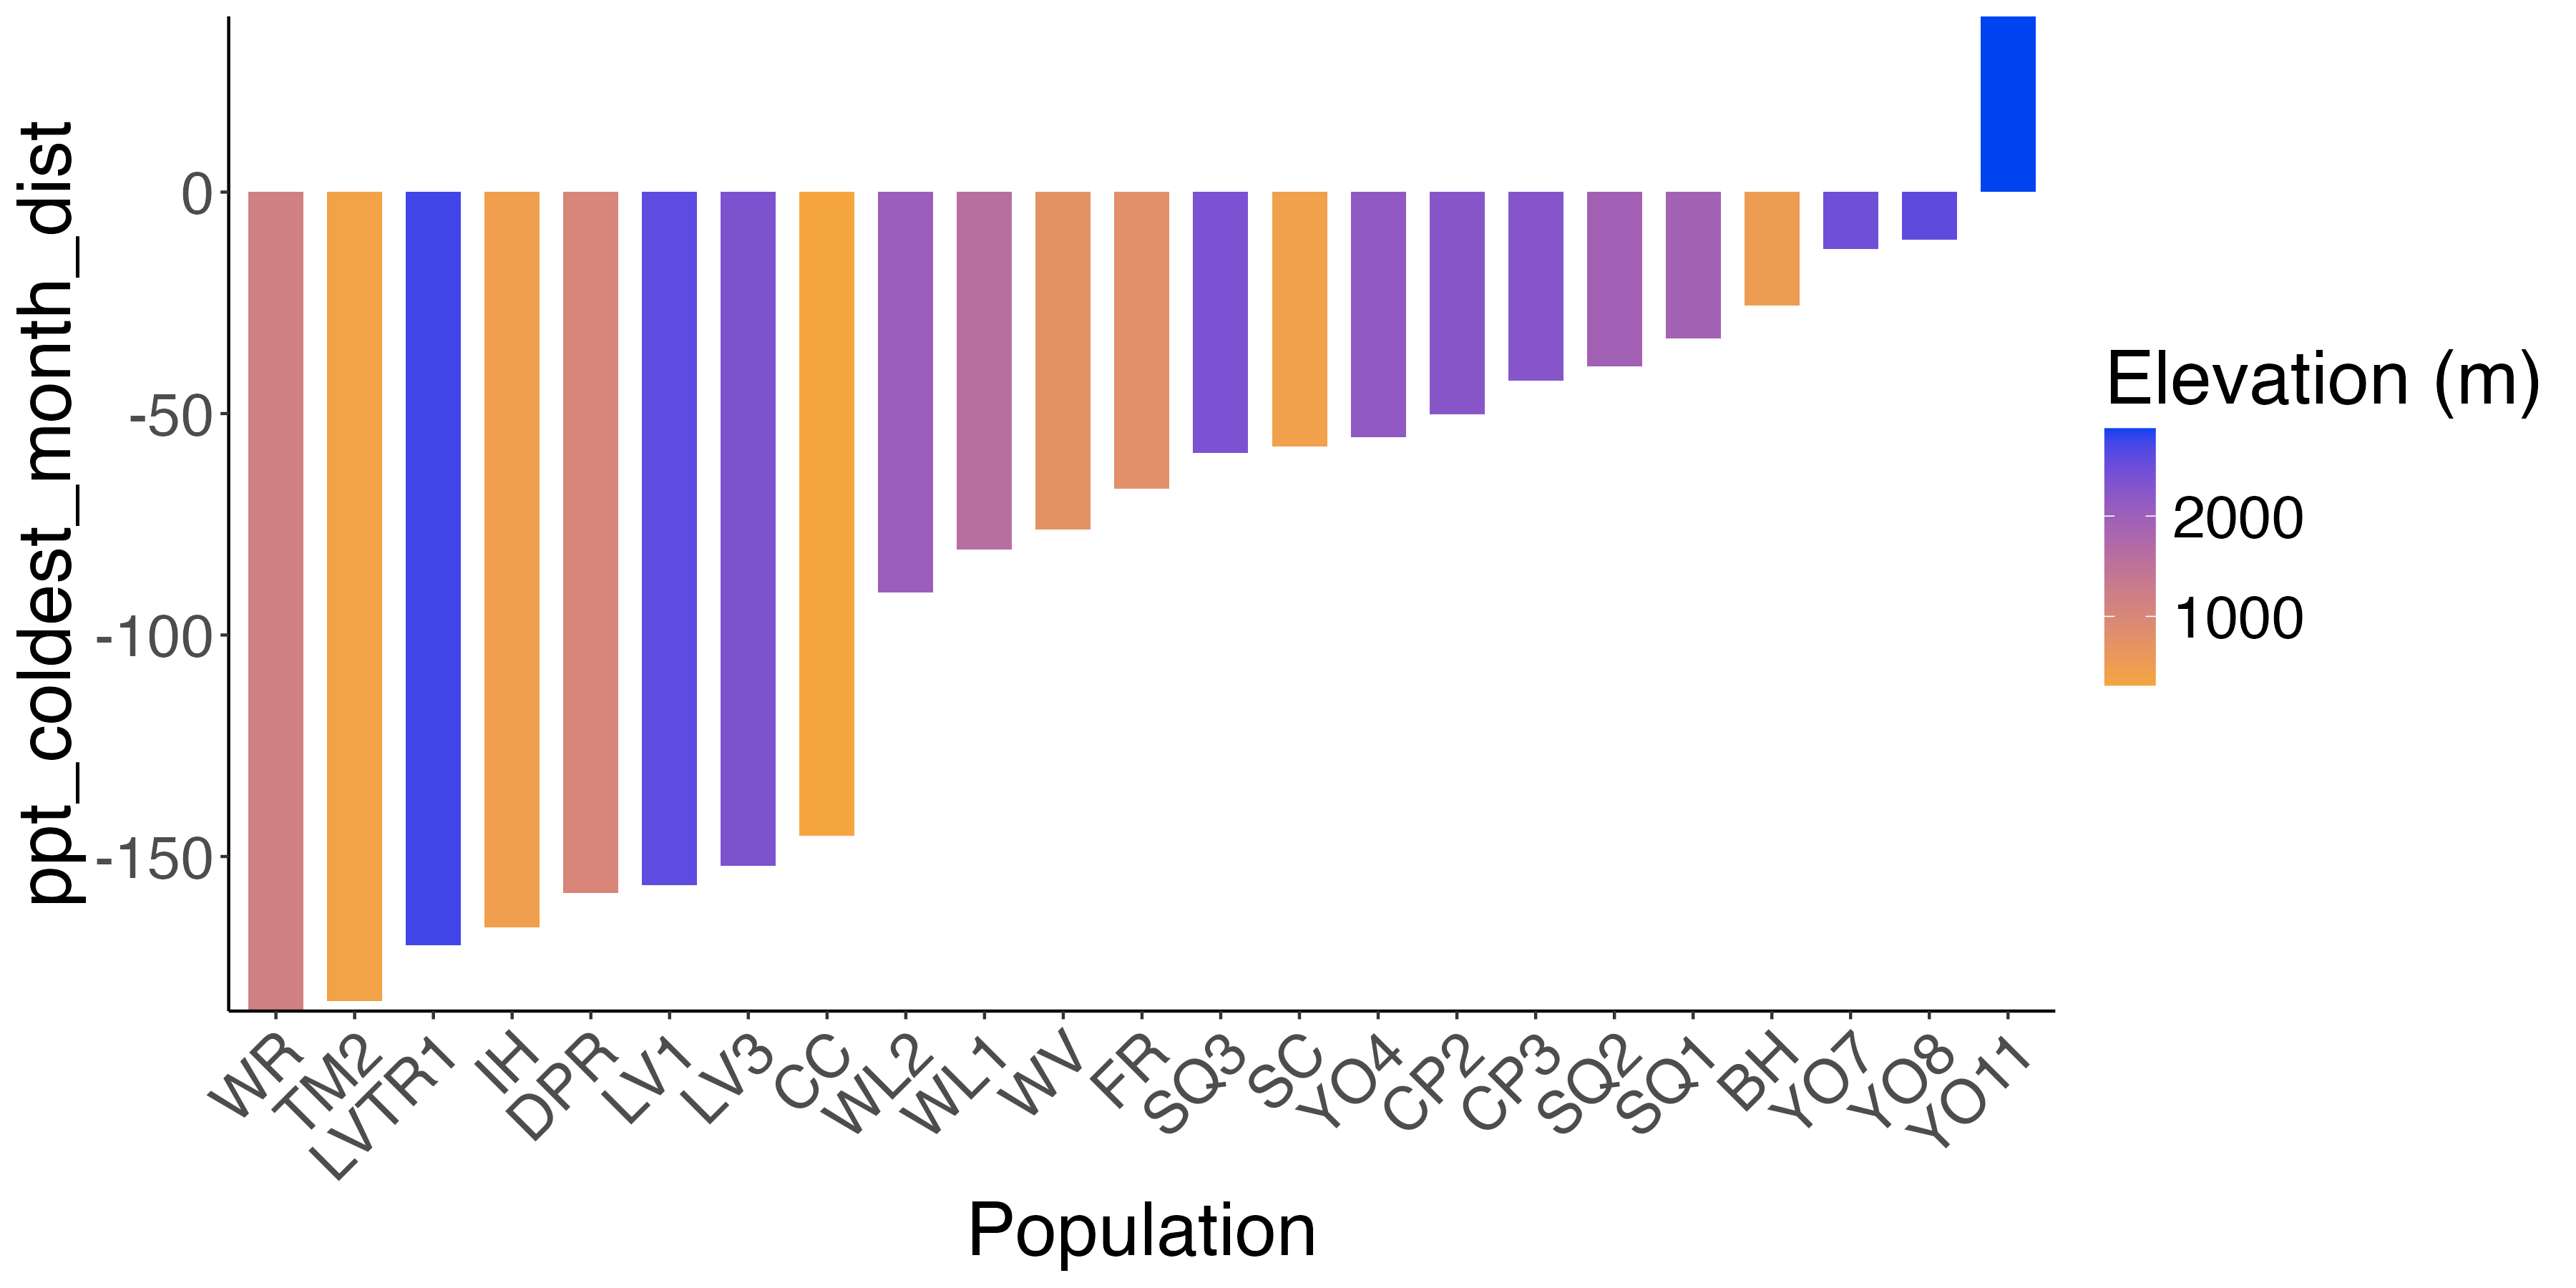 ppt_coldest_month_dist
0
-50
-100
-150
WR
TM2
LVTR1
IH
DPR
LV1
LV3
CC
WL2
WL1
WV
FR
SQ3
SC
YO4
CP2
CP3
SQ2
SQ1
BH
YO7
YO8
YO11
Population
Elevation (m)
2000
1000